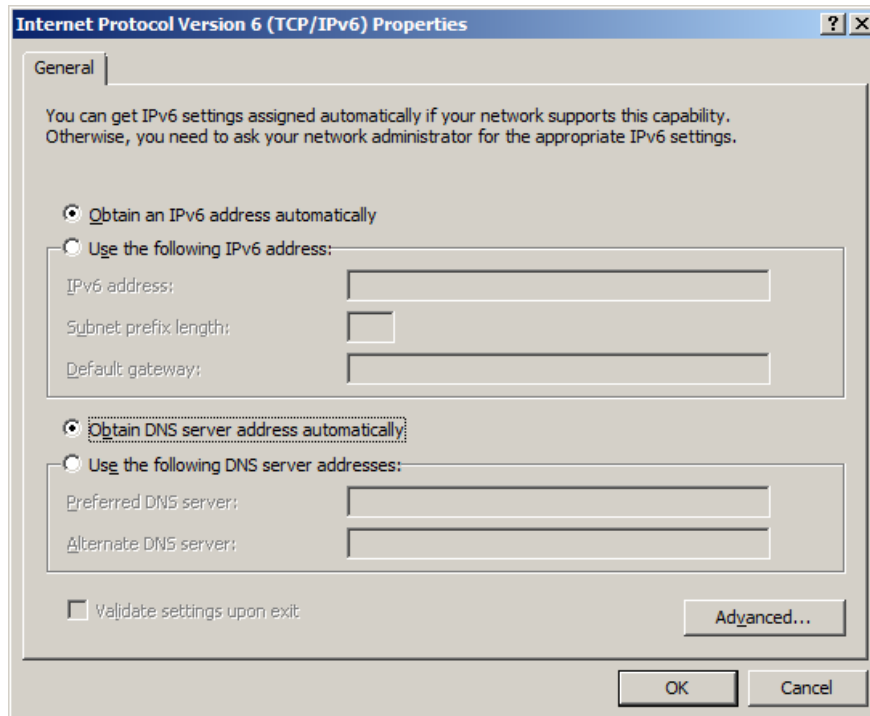 Internet Protocol Version 6 (TCP/IPv6) Properties
General
You can get IPv6 settings assigned automatically if your network supports this capability.
Otherwise, you need to ask your network administrator for the appropriate IPv6 settings.
Obtain an IPv6 address automatically
Use the following IPv6 address:
IPv6 address:
Subnet prefix length:
Default gateway:
Obtain DNS server address automatically
Use the following DNS server addresses:
Preferred DNS server:
Alternate DNS server:
Validate settings upon exit
Advanced...
OK Cancel